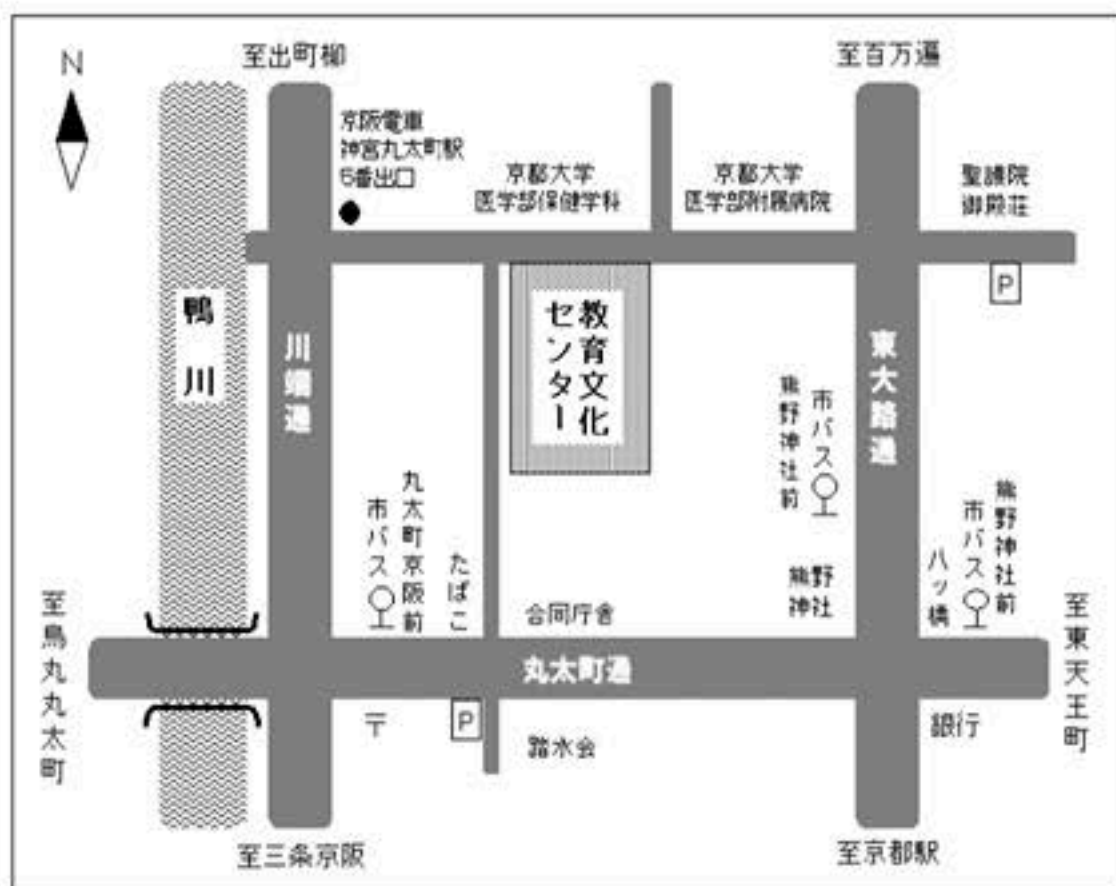 N
至出町柳
至百万遍
京阪電車
神宮丸太町駅
5番出口
京都大学
医学部保健学科
京都大学
医学部附属病院
聖護院
御殿荘
P
鴨川
川端通
教育文化
センター
東大路通
市バス
熊野神社前
丸太町京阪前
市バス
たばこ
合同庁舎
熊野
神社
熊野神社前
市バス
八ッ橋
至烏丸丸太町
丸太町通
至東天王町
〒
P
踏水会
銀行
至三条京阪
至京都駅